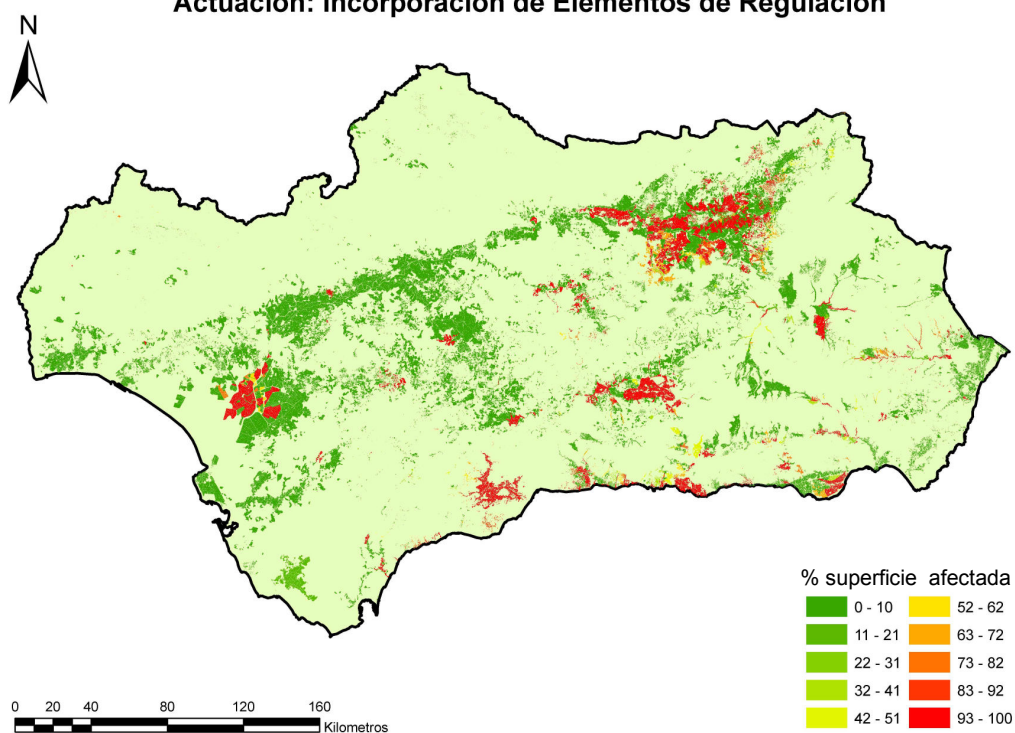 Actuación: Incorporación de Elementos de Regulación
N
% superficie afectada
0 - 10
52 - 62
11 - 21
63 - 72
22 - 31
73 - 82
32 - 41
83 - 92
42 - 51
93 - 100
0 20 40 80 120 160
Kilometros